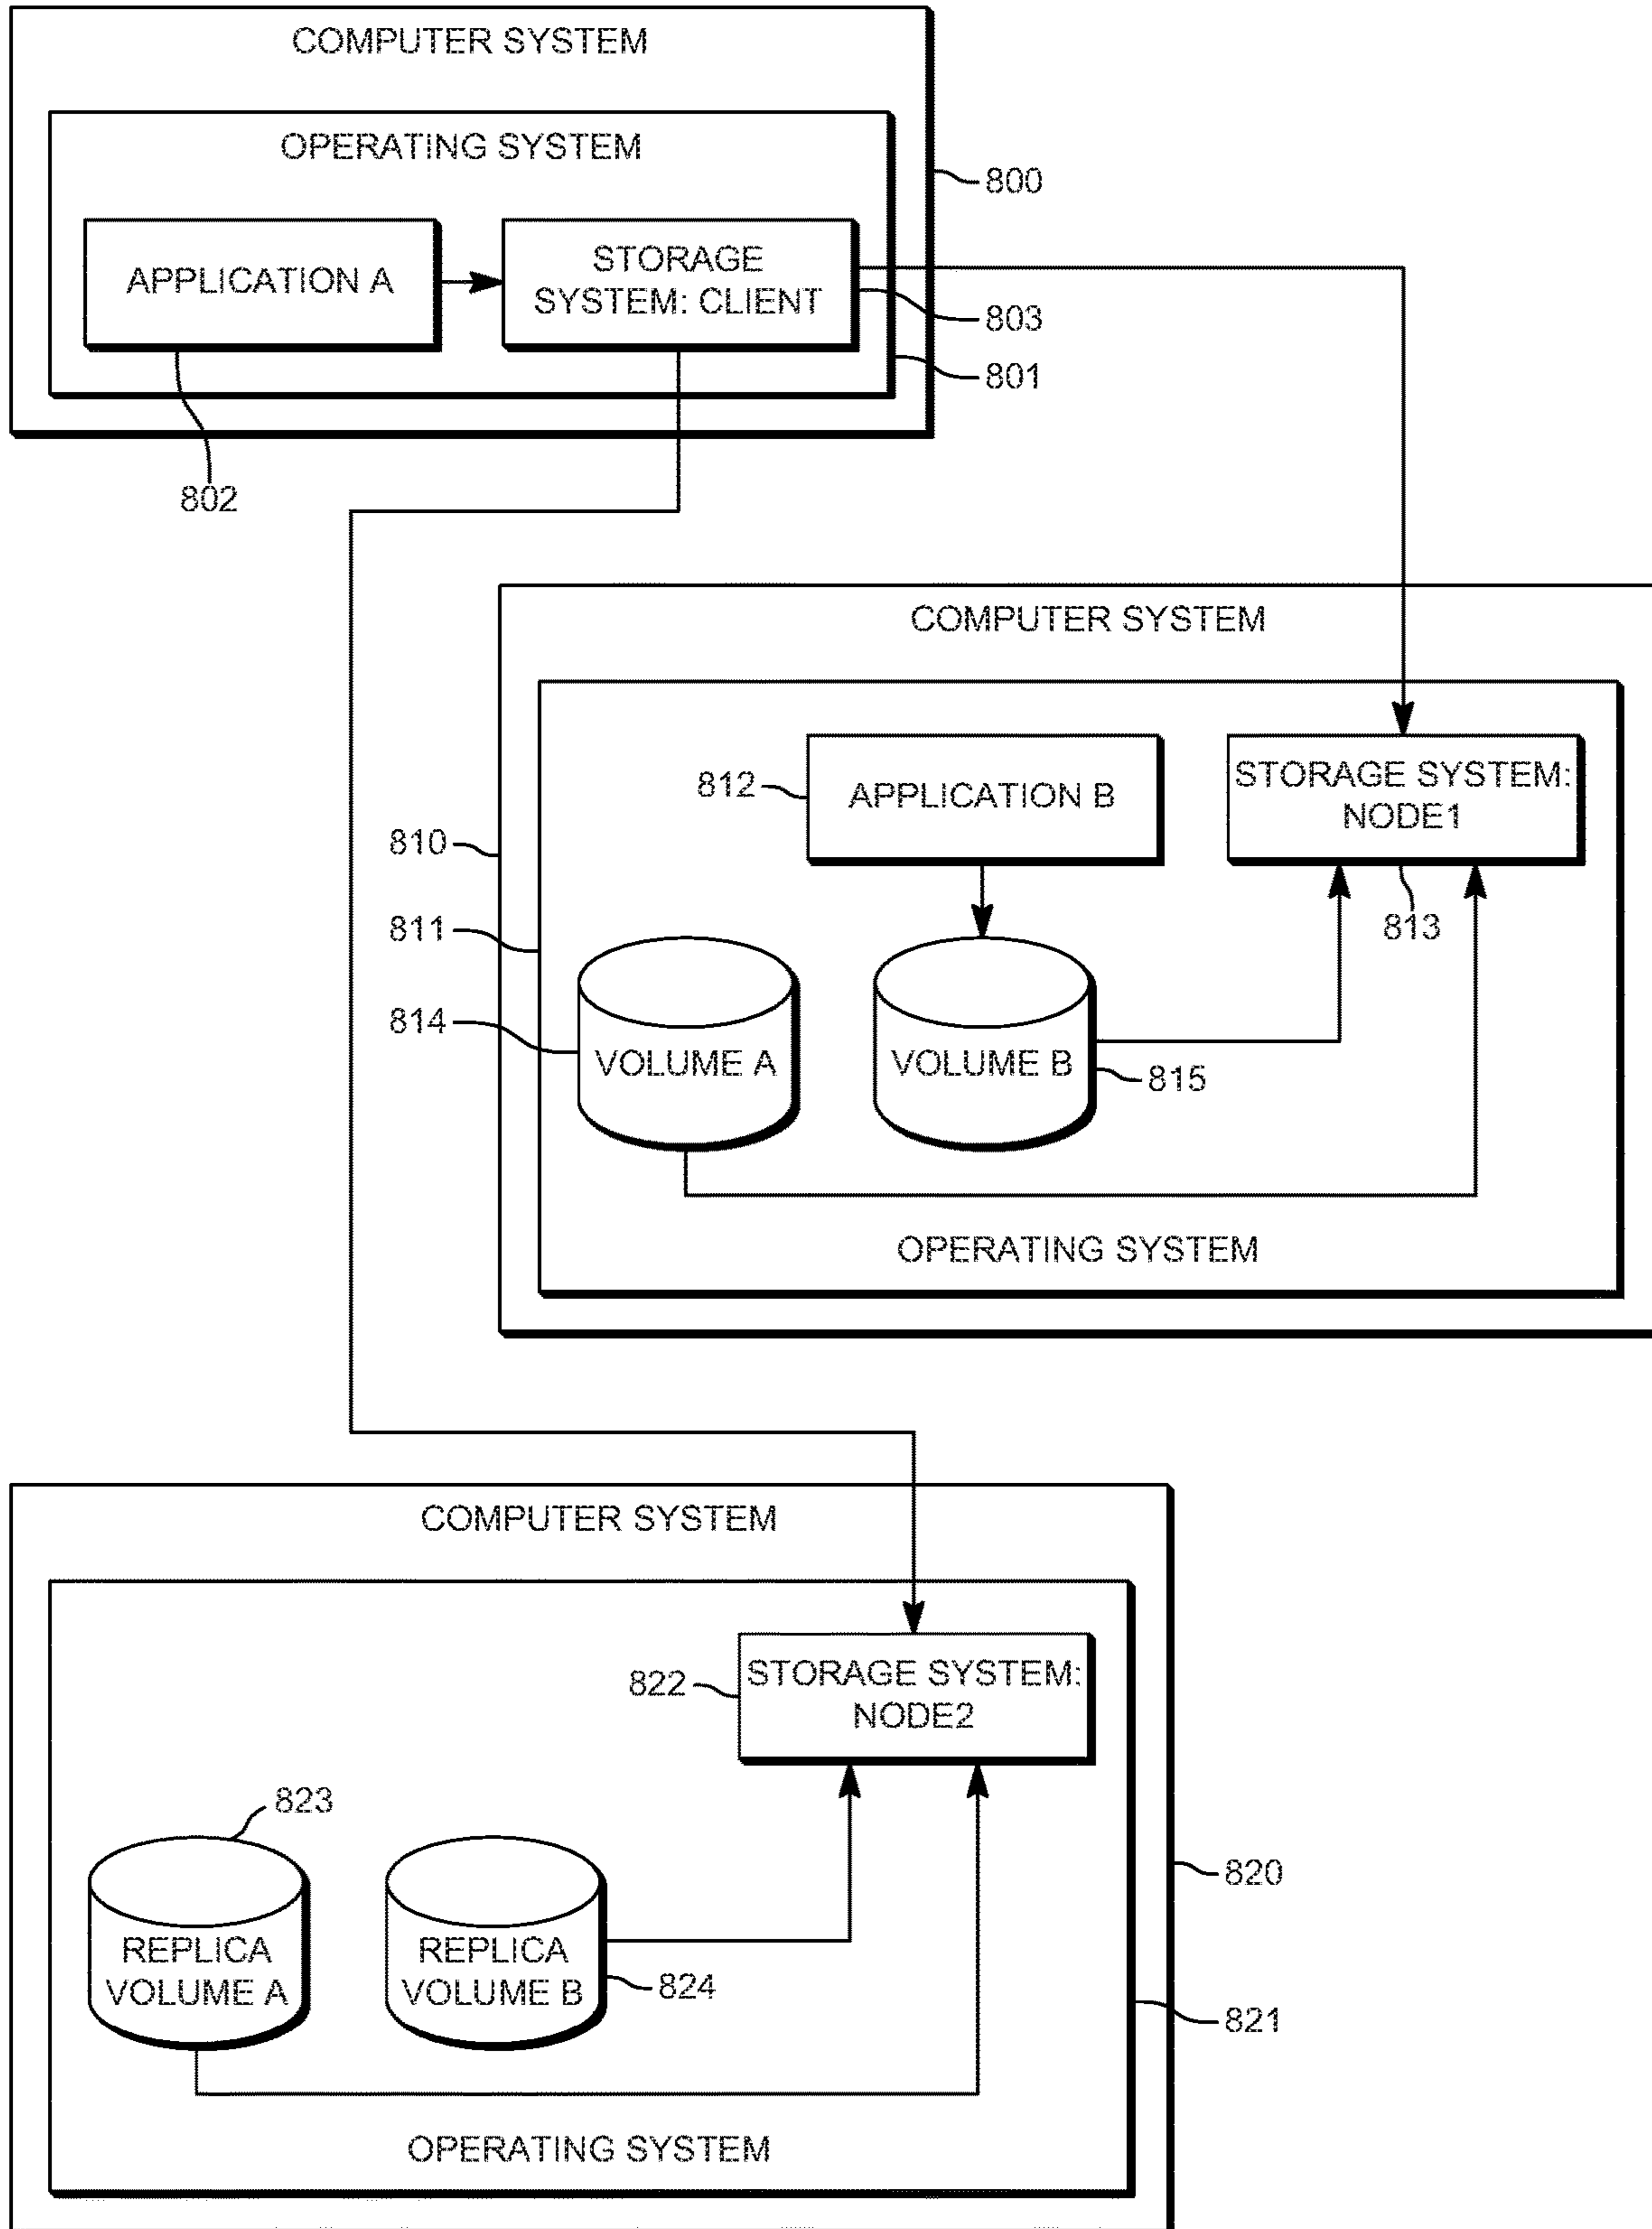 COMPUTER SYSTEM
OPERATING SYSTEM
800
APPLICATION A
STORAGE
SYSTEM: CLIENT
803
801
802
COMPUTER SYSTEM
812
APPLICATION B
STORAGE SYSTEM:
NODE1
810
811
813
814
VOLUME A
VOLUME B
815
OPERATING SYSTEM
COMPUTER SYSTEM
822
STORAGE SYSTEM:
NODE2
823
820
REPLICA
VOLUME A
REPLICA
VOLUME B
824
821
OPERATING SYSTEM